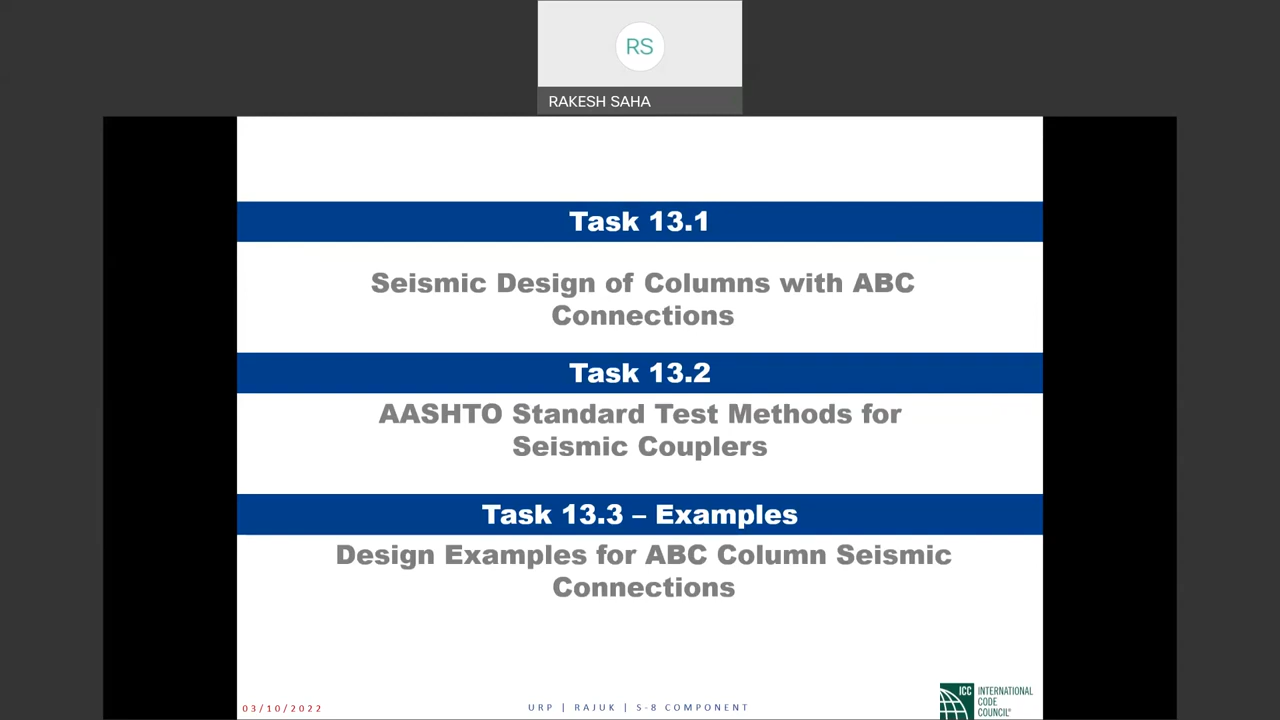 RS
RAKESH SAHA
Task 13.1
Seismic Design of Columns with ABC
Connections
Task 13.2
AASHTO Standard Test Methods for
Seismic Couplers
Task 13.3 – Examples
Design Examples for ABC Column Seismic
Connections
03/10/2022
URP | RAJUK | S-8 COMPONENT
ICC
INTERNATIONAL
CODE
COUNCIL®